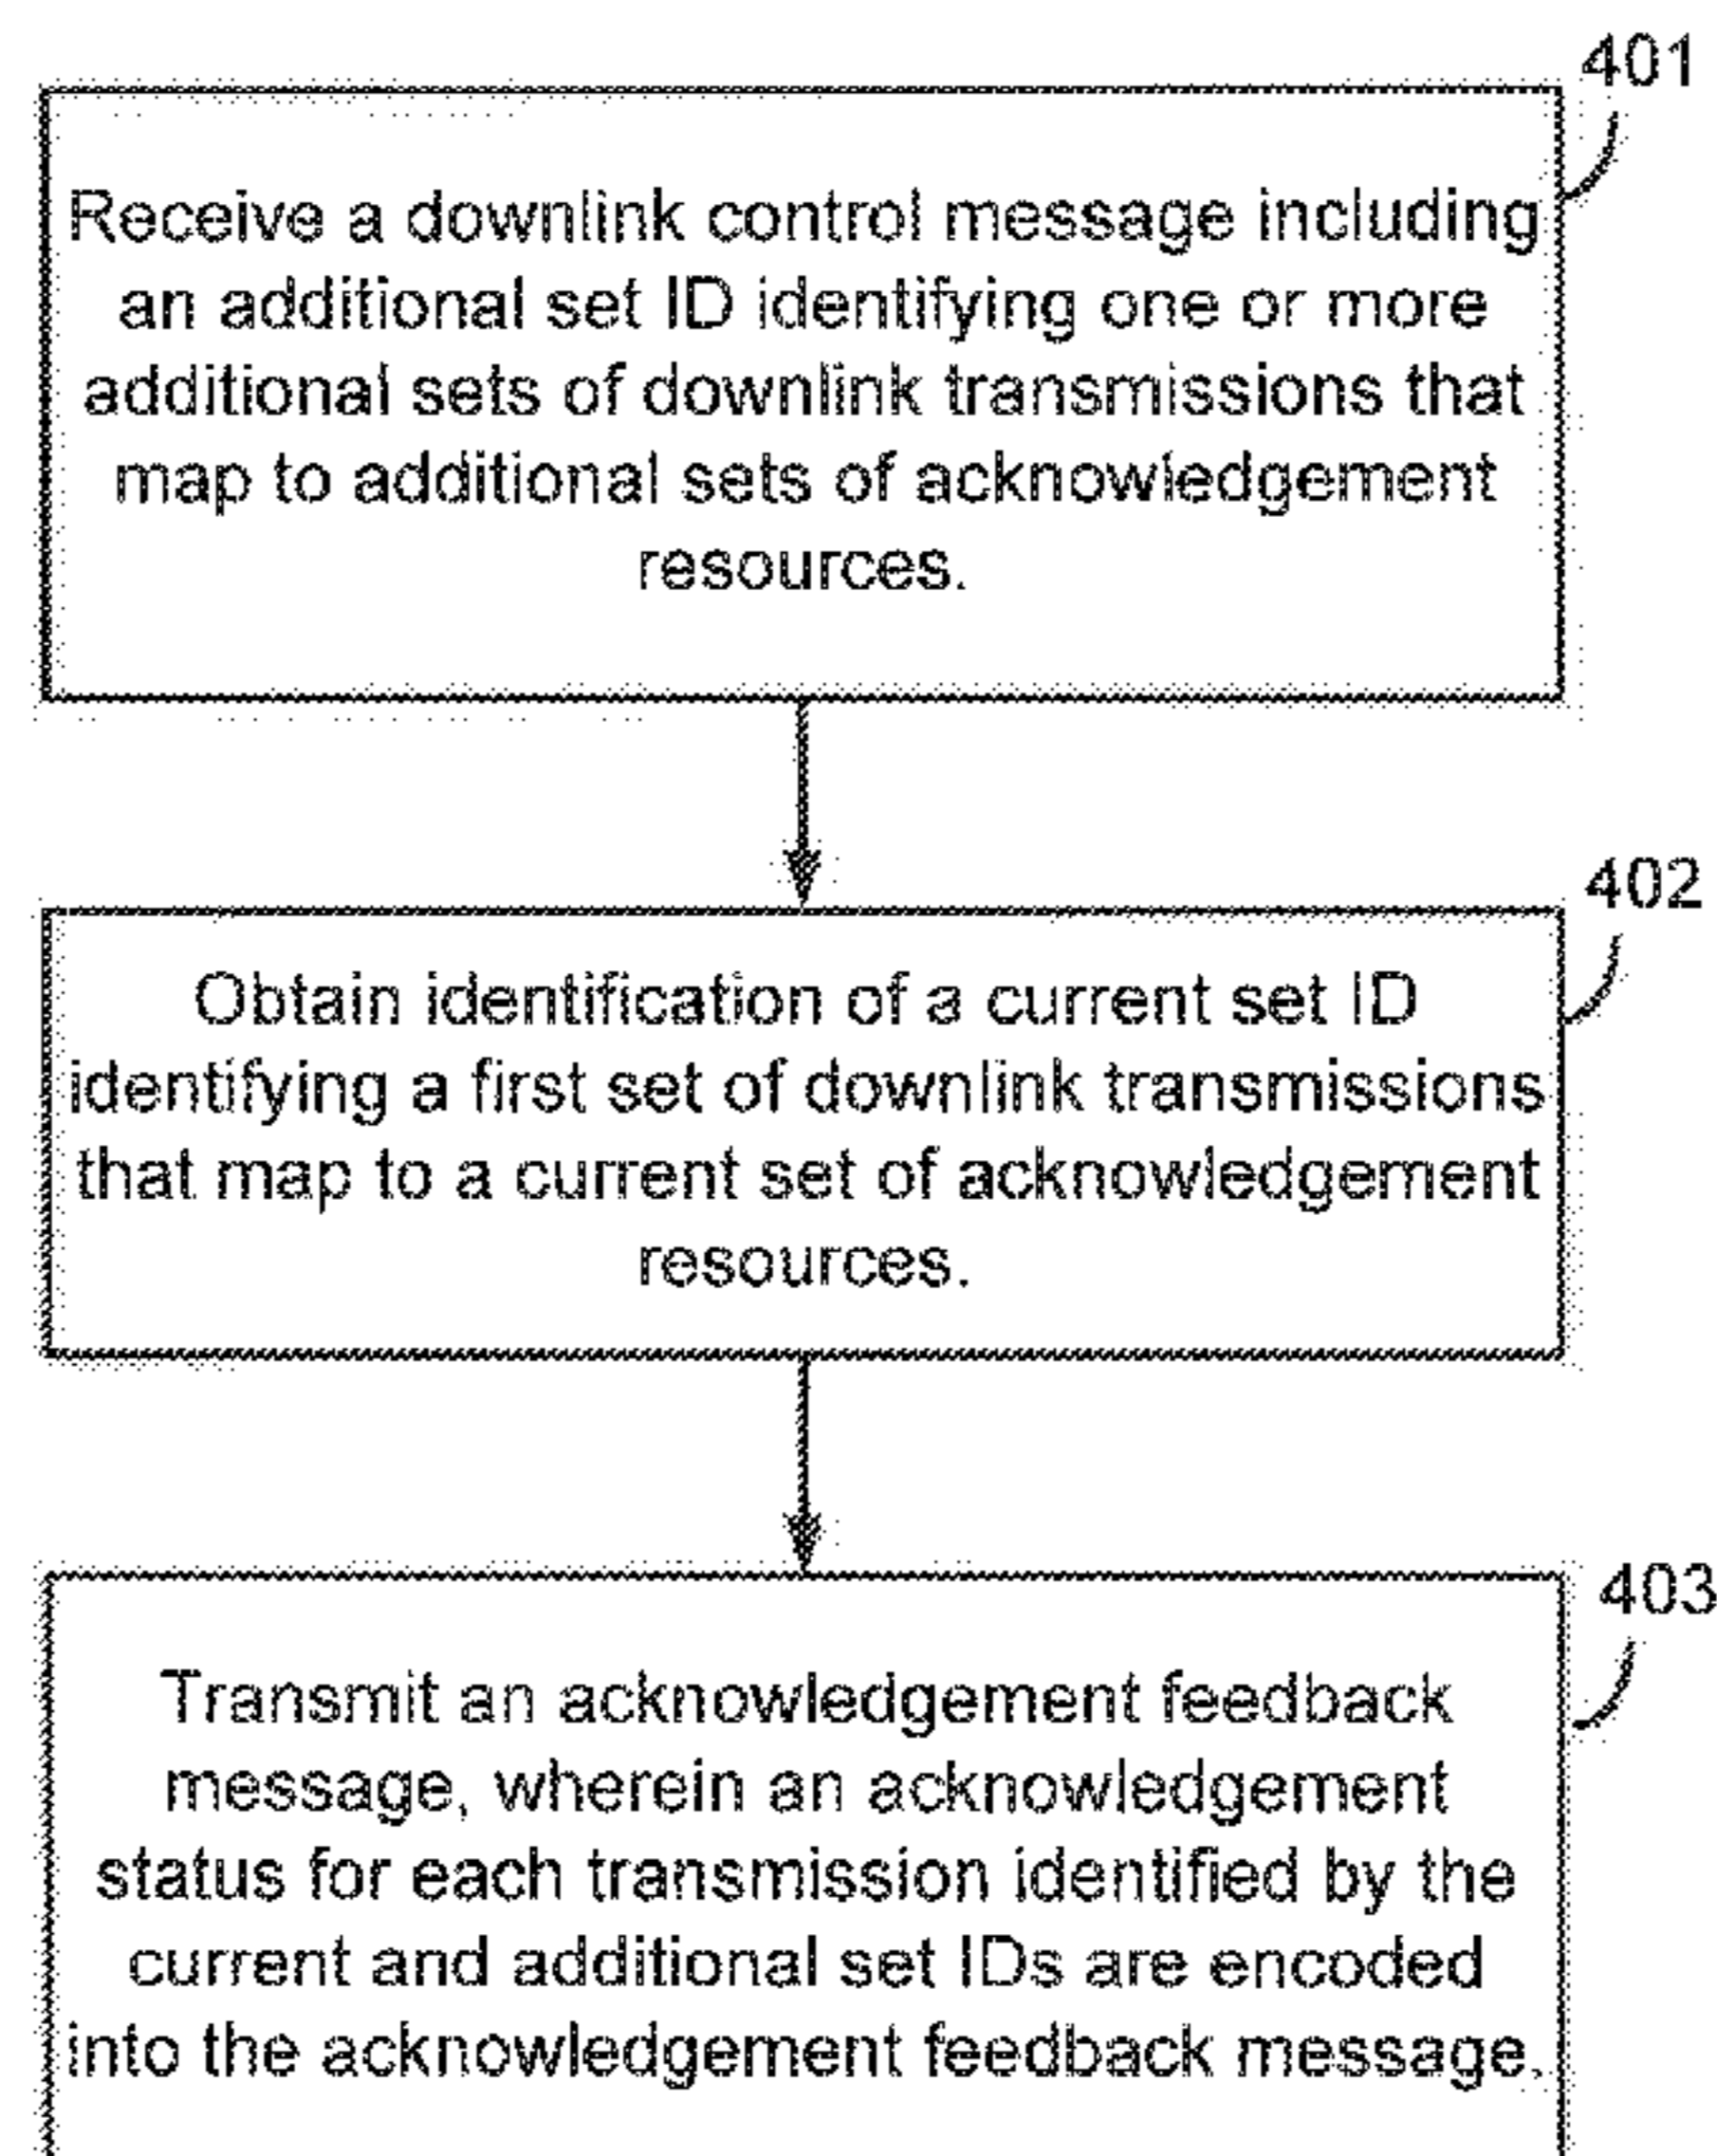 401
Receive a downlink control message including
an additional set ID identifying one or more
additional sets of downlink transmissions that
map to additional sets of acknowledgement
resources.
402
Obtain identification of a current set ID
identifying a first set of downlink transmissions
that map to a current set of acknowledgement
resources.
403
Transmit an acknowledgement feedback
message, wherein an acknowledgement
status for each transmission identified by the
current and additional set IDs are encoded
into the acknowledgement feedback message.